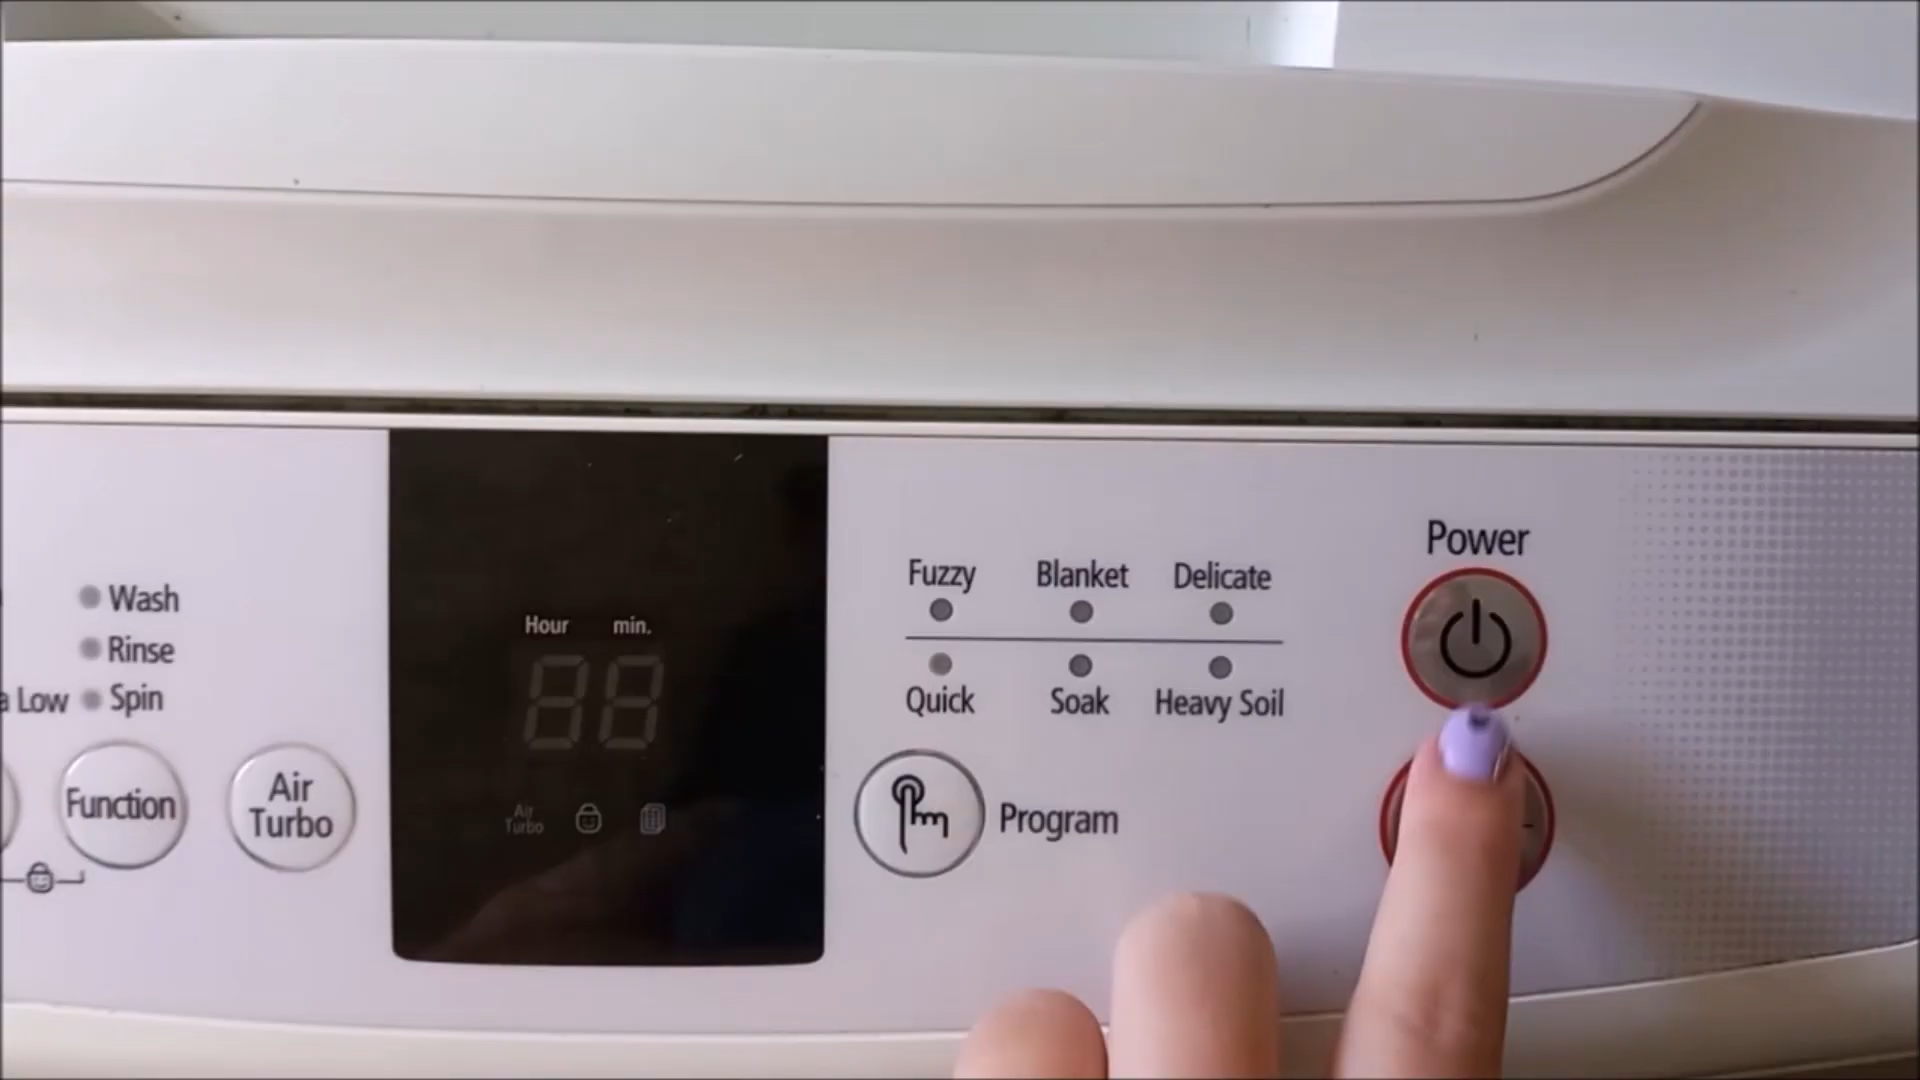 Power
Fuzzy Blanket Delicate
Hour min.
Wash
Rinse
Low Spin
Quick Soak Heavy Soil
88
Function
Air
Turbo
Air
Turbo
Program